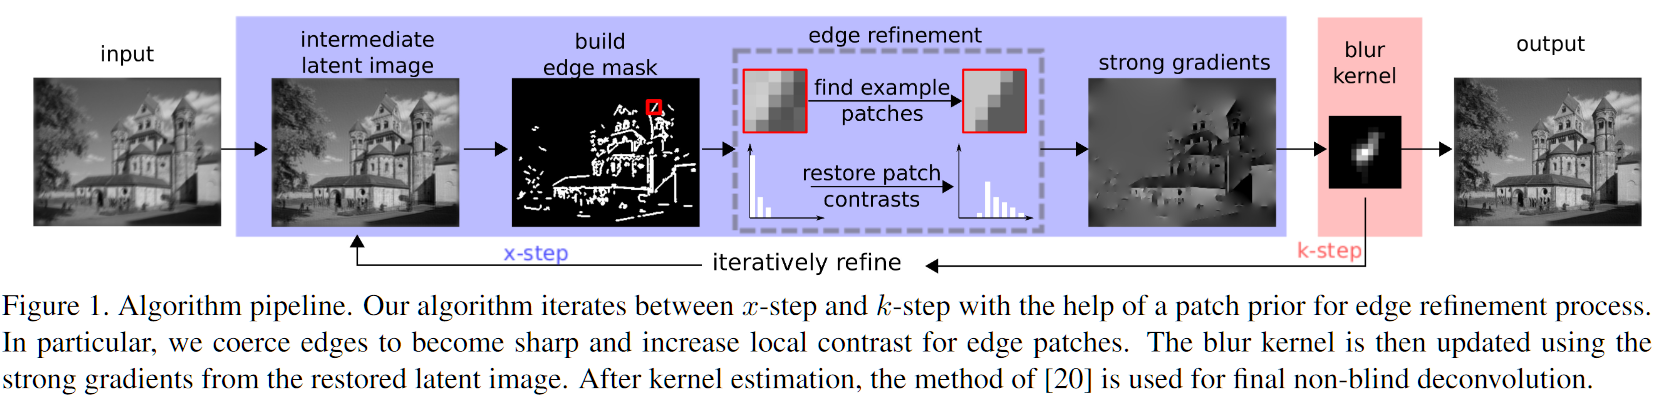 input
intermediate
latent image
build
edge mask
edge refinement
find example
patches
restore patch
contrasts
strong gradients
blur
kernel
output
x-step
k-step
iteratively refine
Figure 1. Algorithm pipeline. Our algorithm iterates between x-step and k-step with the help of a patch prior for edge refinement process.
In particular, we coerce edges to become sharp and increase local contrast for edge patches. The blur kernel is then updated using the
strong gradients from the restored latent image. After kernel estimation, the method of [20] is used for final non-blind deconvolution.